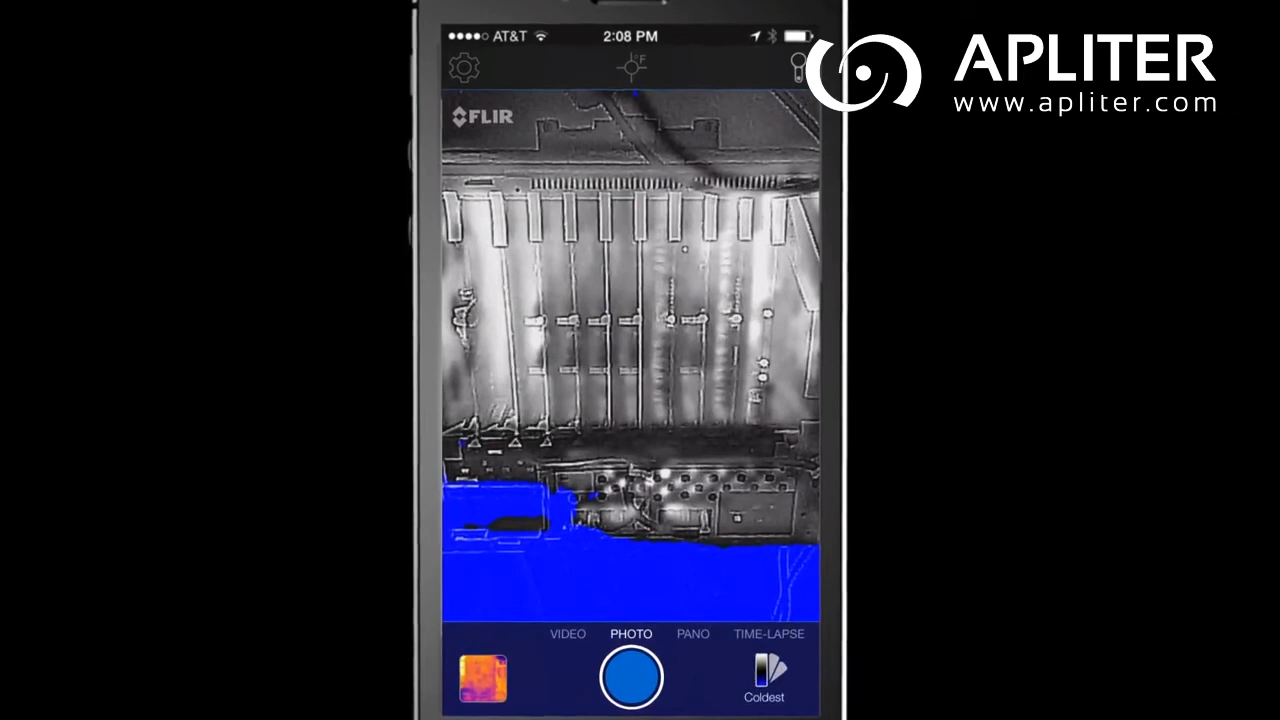 AT&T
2:08 PM
°F
APLITER
www.apliter.com
FLIR
VIDEO PHOTO PANO TIME-LAPSE
Coldest